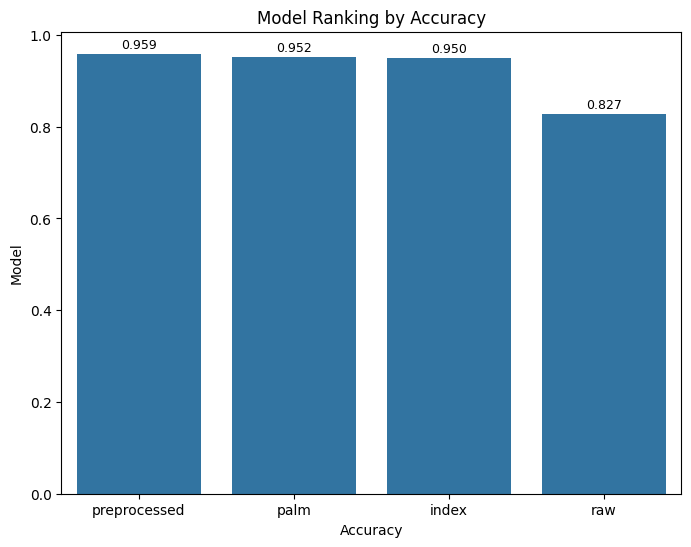 Model Ranking by Accuracy
1.0
0.8
0.6
0.4
0.2
0.0
Model
0.959
0.952
0.950
0.827
preprocessed
palm
index
raw
Accuracy